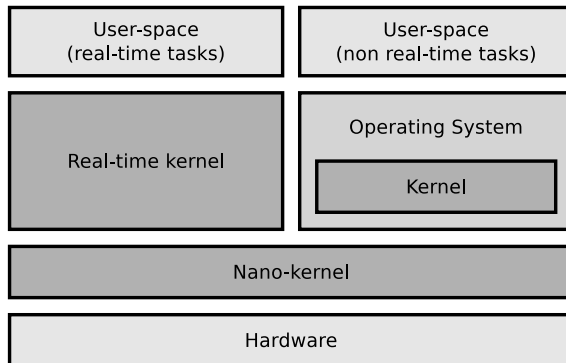 User-space
(real-time tasks)
User-space
(non real-time tasks)
Real-time kernel
Operating System
Kernel
Nano-kernel
Hardware